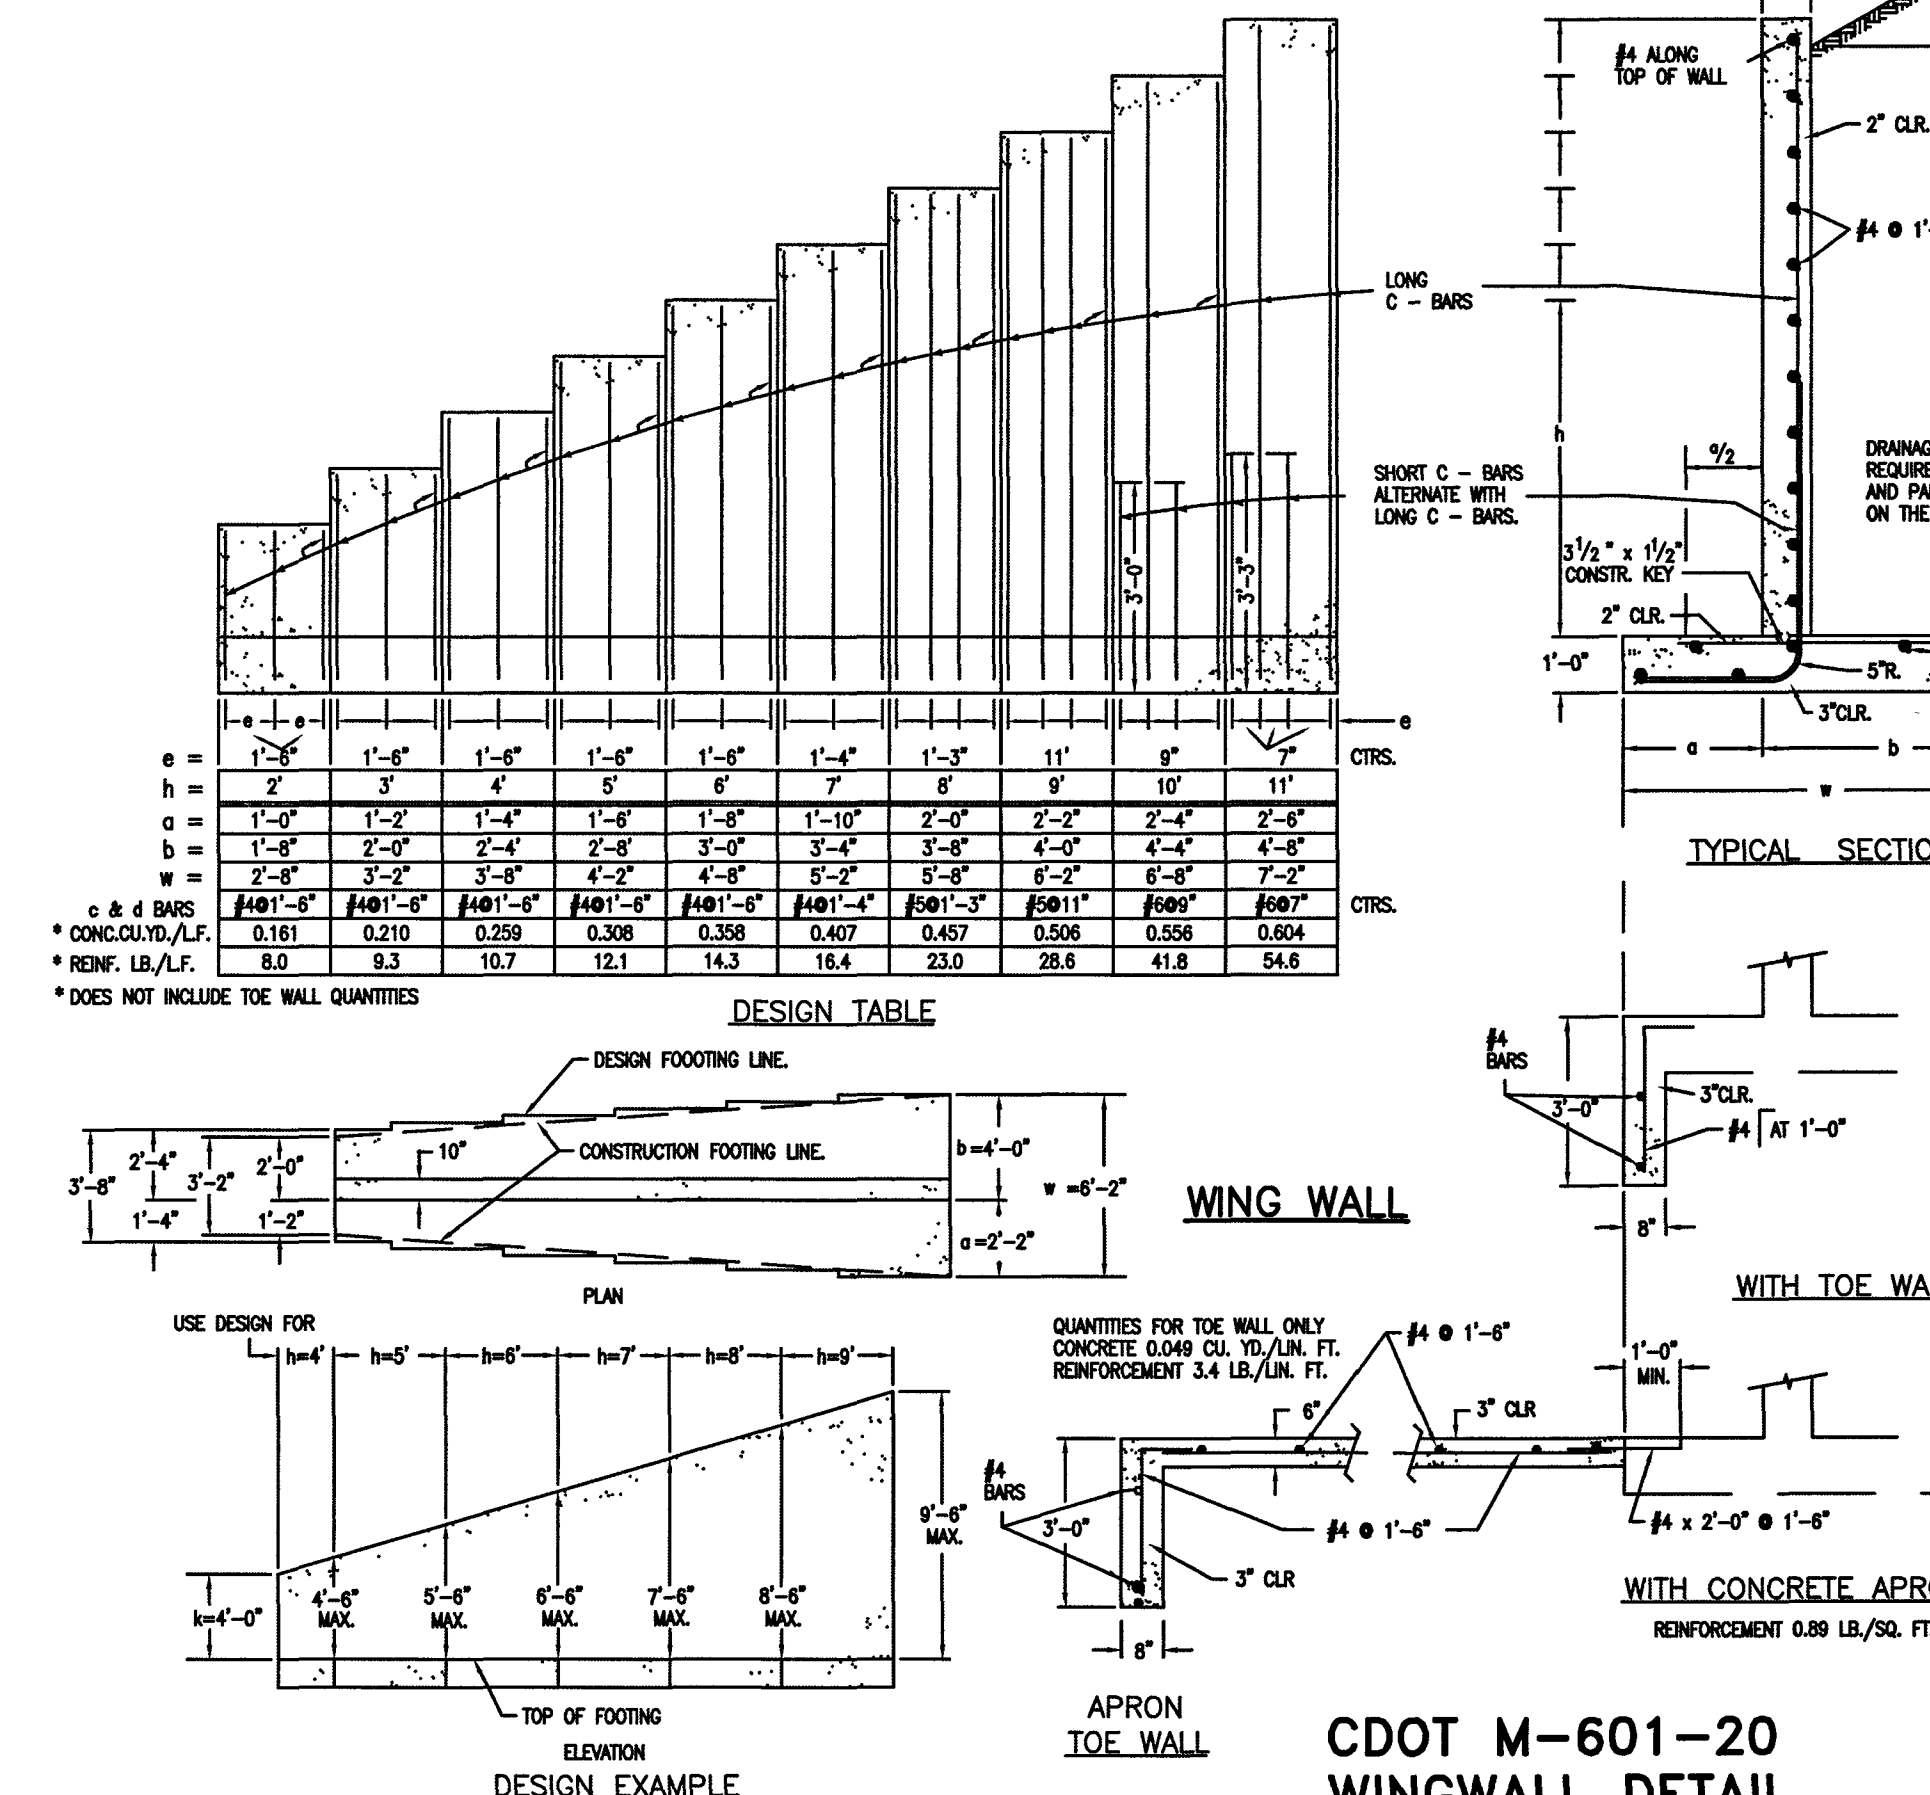 #4 ALONG
TOP OF WALL
2" CLR.
#4 @ 1'-
LONG
C - BARS
SHORT C - BARS
ALTERNATE WITH
LONG C - BARS.
3'-0"
3'-3"
h
a/2
DRAINAG
REQUIRE
AND PA
ON THE
3 1/2" x 1 1/2"
CONSTR. KEY
2" CLR.
1'-0"
5"R.
3"CLR.
a
b
w
TYPICAL SECTIO
e e
e
e = 1'-6" 1'-6" 1'-6" 1'-6" 1'-6" 1'-4" 1'-3" 11' 9" 7" CTRS.
h = 2' 3' 4' 5' 6' 7' 8' 9' 10' 11'
a = 1'-0" 1'-2' 1'-4" 1'-6' 1'-8" 1'-10" 2'-0" 2'-2" 2'-4" 2'-6"
b = 1'-8" 2'-0" 2'-4' 2'-8' 3'-0" 3'-4" 3'-8" 4'-0" 4'-4" 4'-8"
w = 2'-8" 3'-2" 3'-8" 4'-2" 4'-8" 5'-2" 5'-8" 6'-2" 6'-8" 7'-2"
c & d BARS #4@1'-6" #4@1'-6" #4@1'-6" #4@1'-6" #4@1'-6" #4@1'-4" #5@1'-3" #5@11" #6@9" #6@7" CTRS.
* CONC.CU.YD./L.F. 0.161 0.210 0.259 0.308 0.358 0.407 0.457 0.506 0.556 0.604
* REINF. LB./L.F. 8.0 9.3 10.7 12.1 14.3 16.4 23.0 28.6 41.8 54.6
* DOES NOT INCLUDE TOE WALL QUANTITIES
DESIGN TABLE
DESIGN FOOOTING LINE.
CONSTRUCTION FOOTING LINE.
10"
3'-8"
2'-4"
1'-4"
3'-2"
2'-0"
1'-2"
b=4'-0"
w =6'-2"
a=2'-2"
PLAN
WING WALL
#4
BARS
3'-0"
3"CLR.
#4 AT 1'-0"
8"
WITH TOE WA
USE DESIGN FOR
h=4' h=5' h=6' h=7' h=8' h=9'
k=4'-0"
4'-6"
MAX.
5'-6"
MAX.
6'-6"
MAX.
7'-6"
MAX.
8'-6"
MAX.
9'-6"
MAX.
TOP OF FOOTING
ELEVATION
DESIGN EXAMPLE
QUANTITIES FOR TOE WALL ONLY
CONCRETE 0.049 CU. YD./LIN. FT.
REINFORCEMENT 3.4 LB./LIN. FT.
#4 @ 1'-6"
6"
3" CLR
1'-0"
MIN.
#4
BARS
3'-0"
#4 @ 1'-6"
3" CLR
8"
#4 x 2'-0" @ 1'-6"
WITH CONCRETE APRO
REINFORCEMENT 0.89 LB./SQ. FT.
APRON
TOE WALL
CDOT M-601-20
WINGWALL DETAIL